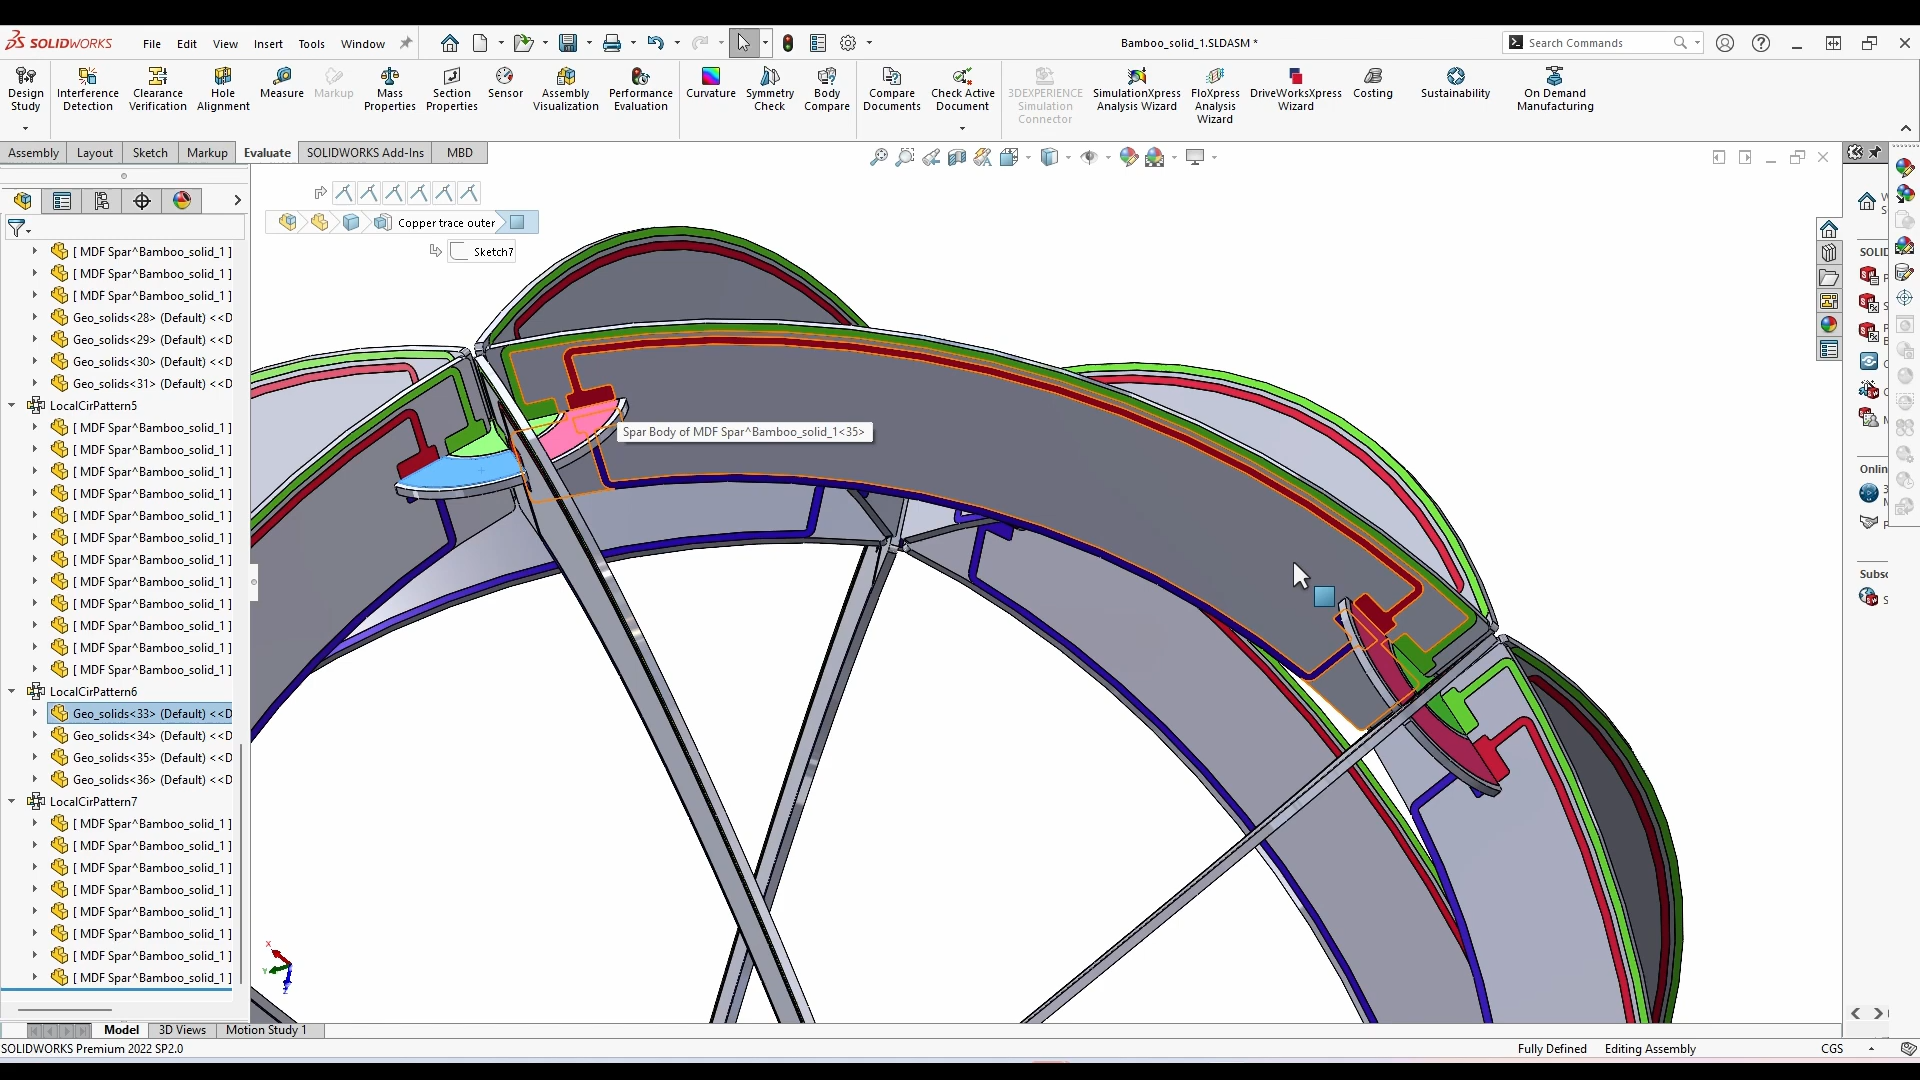 SOLIDWORKS File Edit View Insert Tools Window Bamboo_solid_1.SLDASM * Search Commands
Design Study
Interference Detection
Clearance Verification
Hole Alignment
Measure
Markup
Mass Properties
Section Properties
Sensor
Assembly Visualization
Performance Evaluation
Curvature
Symmetry Check
Body Compare
Compare Documents
Check Active Document
3DEXPERIENCE Simulation Connector
SimulationXpress Analysis Wizard
FloXpress Analysis Wizard
DriveWorksXpress Wizard
Costing
Sustainability
On Demand Manufacturing
Assembly Layout Sketch Markup Evaluate SOLIDWORKS Add-Ins MBD
Copper trace outer
Sketch7
[ MDF Spar^Bamboo_solid_1 ]
[ MDF Spar^Bamboo_solid_1 ]
[ MDF Spar^Bamboo_solid_1 ]
Geo_solids<28> (Default) <<D
Geo_solids<29> (Default) <<D
Geo_solids<30> (Default) <<D
Geo_solids<31> (Default) <<D
LocalCirPattern5
[ MDF Spar^Bamboo_solid_1 ]
[ MDF Spar^Bamboo_solid_1 ]
[ MDF Spar^Bamboo_solid_1 ]
[ MDF Spar^Bamboo_solid_1 ]
[ MDF Spar^Bamboo_solid_1 ]
[ MDF Spar^Bamboo_solid_1 ]
[ MDF Spar^Bamboo_solid_1 ]
[ MDF Spar^Bamboo_solid_1 ]
[ MDF Spar^Bamboo_solid_1 ]
[ MDF Spar^Bamboo_solid_1 ]
[ MDF Spar^Bamboo_solid_1 ]
[ MDF Spar^Bamboo_solid_1 ]
LocalCirPattern6
Geo_solids<33> (Default) <<D
Geo_solids<34> (Default) <<D
Geo_solids<35> (Default) <<D
Geo_solids<36> (Default) <<D
LocalCirPattern7
[ MDF Spar^Bamboo_solid_1 ]
[ MDF Spar^Bamboo_solid_1 ]
[ MDF Spar^Bamboo_solid_1 ]
[ MDF Spar^Bamboo_solid_1 ]
[ MDF Spar^Bamboo_solid_1 ]
[ MDF Spar^Bamboo_solid_1 ]
[ MDF Spar^Bamboo_solid_1 ]
[ MDF Spar^Bamboo_solid_1 ]
Spar Body of MDF Spar^Bamboo_solid_1<35>
SOLID
Onlin
Subsc
Model 3D Views Motion Study 1
SOLIDWORKS Premium 2022 SP2.0 Fully Defined Editing Assembly CGS